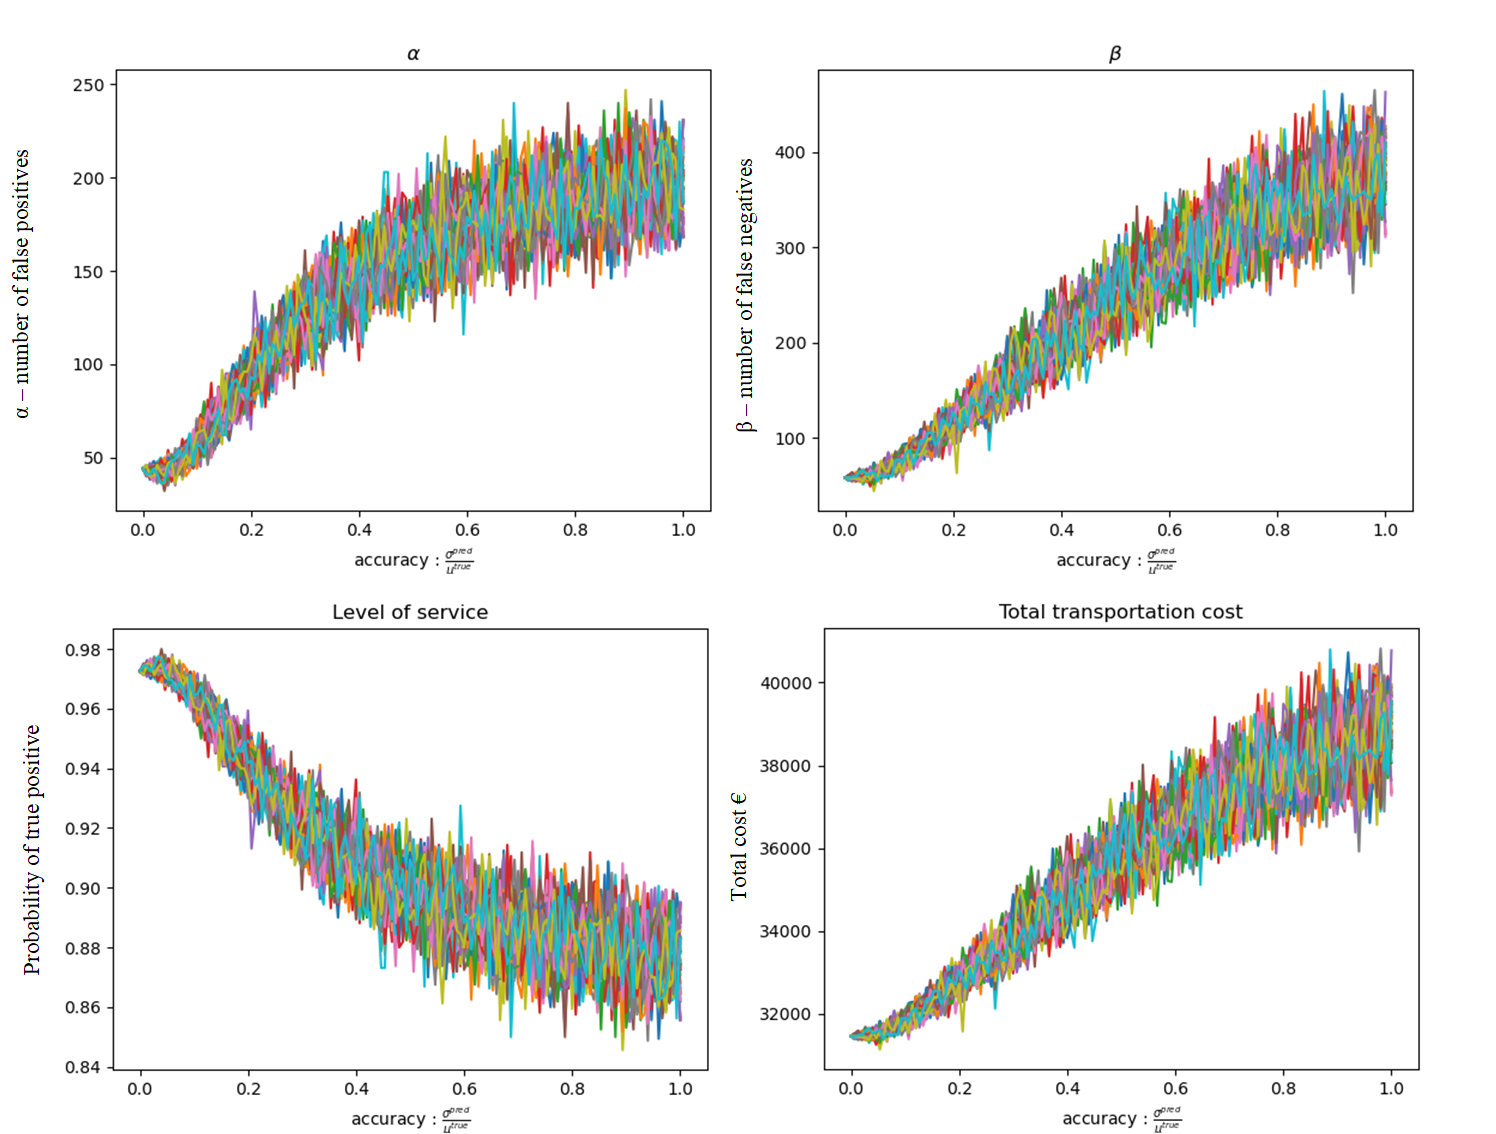 α
α – number of false positives
250
200
150
100
50
0.0 0.2 0.4 0.6 0.8 1.0
accuracy : σ^pred / μ^true
β
β – number of false negatives
400
300
200
100
0.0 0.2 0.4 0.6 0.8 1.0
accuracy : σ^pred / μ^true
Level of service
Probability of true positive
0.98
0.96
0.94
0.92
0.90
0.88
0.86
0.84
0.0 0.2 0.4 0.6 0.8 1.0
accuracy : σ^pred / μ^true
Total transportation cost
Total cost €
40000
38000
36000
34000
32000
0.0 0.2 0.4 0.6 0.8 1.0
accuracy : σ^pred / μ^true